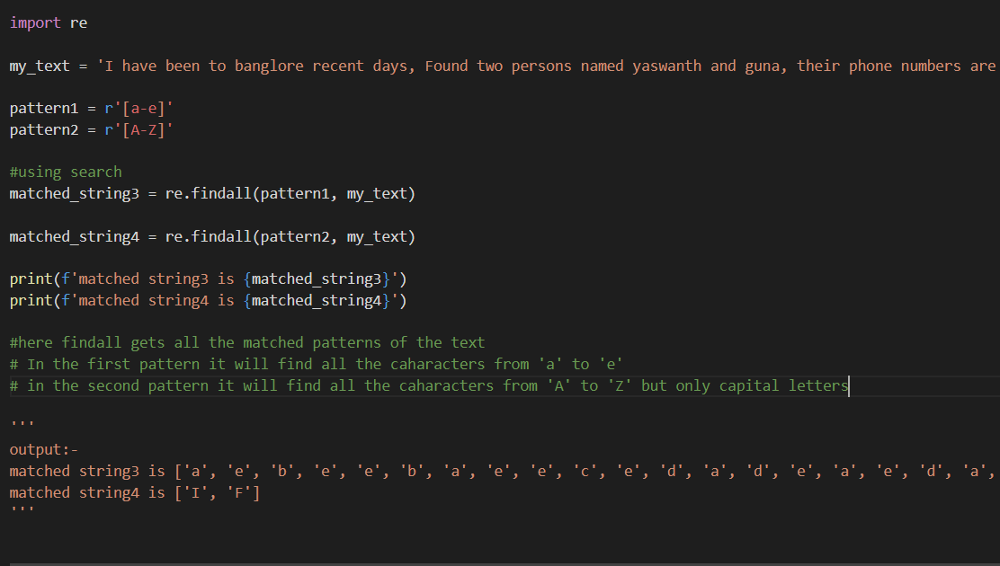 import re
my_text = 'I have been to banglore recent days, Found two persons named yaswanth and guna, their phone numbers are
pattern1 = r'[a-e]'
pattern2 = r'[A-Z]'
#using search
matched_string3 = re.findall(pattern1, my_text)
matched_string4 = re.findall(pattern2, my_text)
print(f'matched string3 is {matched_string3}')
print(f'matched string4 is {matched_string4}')
#here findall gets all the matched patterns of the text
# In the first pattern it will find all the caharacters from 'a' to 'e'
# in the second pattern it will find all the caharacters from 'A' to 'Z' but only capital letters
'''
output:-
matched string3 is ['a', 'e', 'b', 'e', 'e', 'b', 'a', 'e', 'e', 'c', 'e', 'd', 'a', 'd', 'e', 'a', 'e', 'd', 'a',
matched string4 is ['I', 'F']
'''